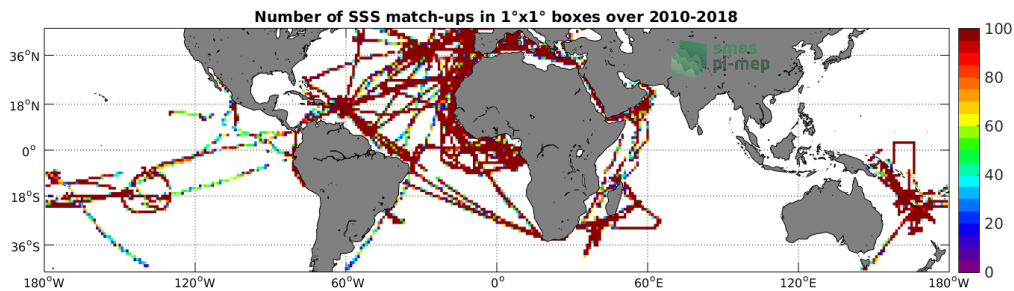 Number of SSS match-ups in 1°x1° boxes over 2010-2018
smos
pi-mep
36°N
18°N
0°
18°S
36°S
180°W
120°W
60°W
0°
60°E
120°E
180°W
100
80
60
40
20
0